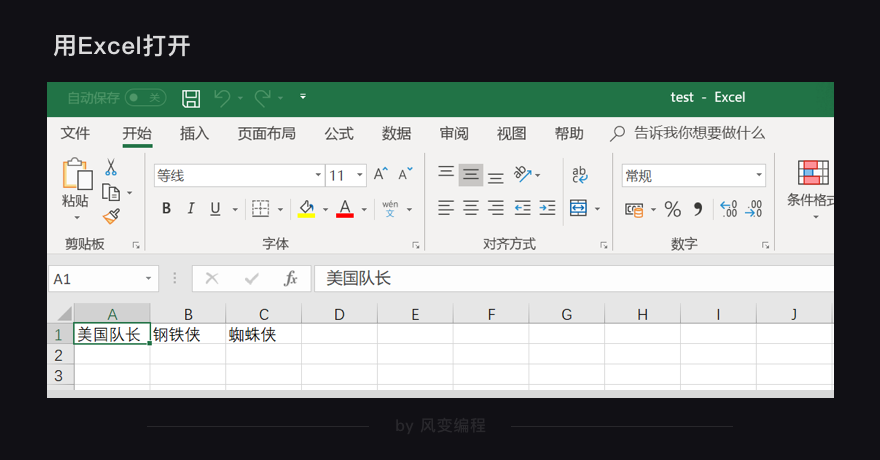 用Excel打开
自动保存 关 test - Excel
文件 开始 插入 页面布局 公式 数据 审阅 视图 帮助 告诉我你想要做什么
粘贴 等线 11 A A ab c 常规 条件格式
B I U A wén 文 % , .00 .0 .00
剪贴板 字体 对齐方式 数字
A1 fx 美国队长
A B C D E F G H I J
1 美国队长 钢铁侠 蜘蛛侠
2
3
by 风变编程